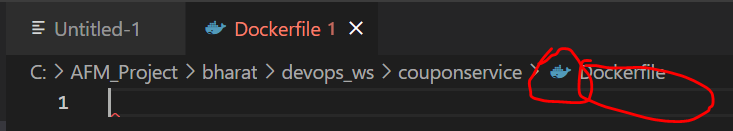 Untitled-1 Dockerfile 1
C: > AFM_Project > bharat > devops_ws > couponservice > Dockerfile
1